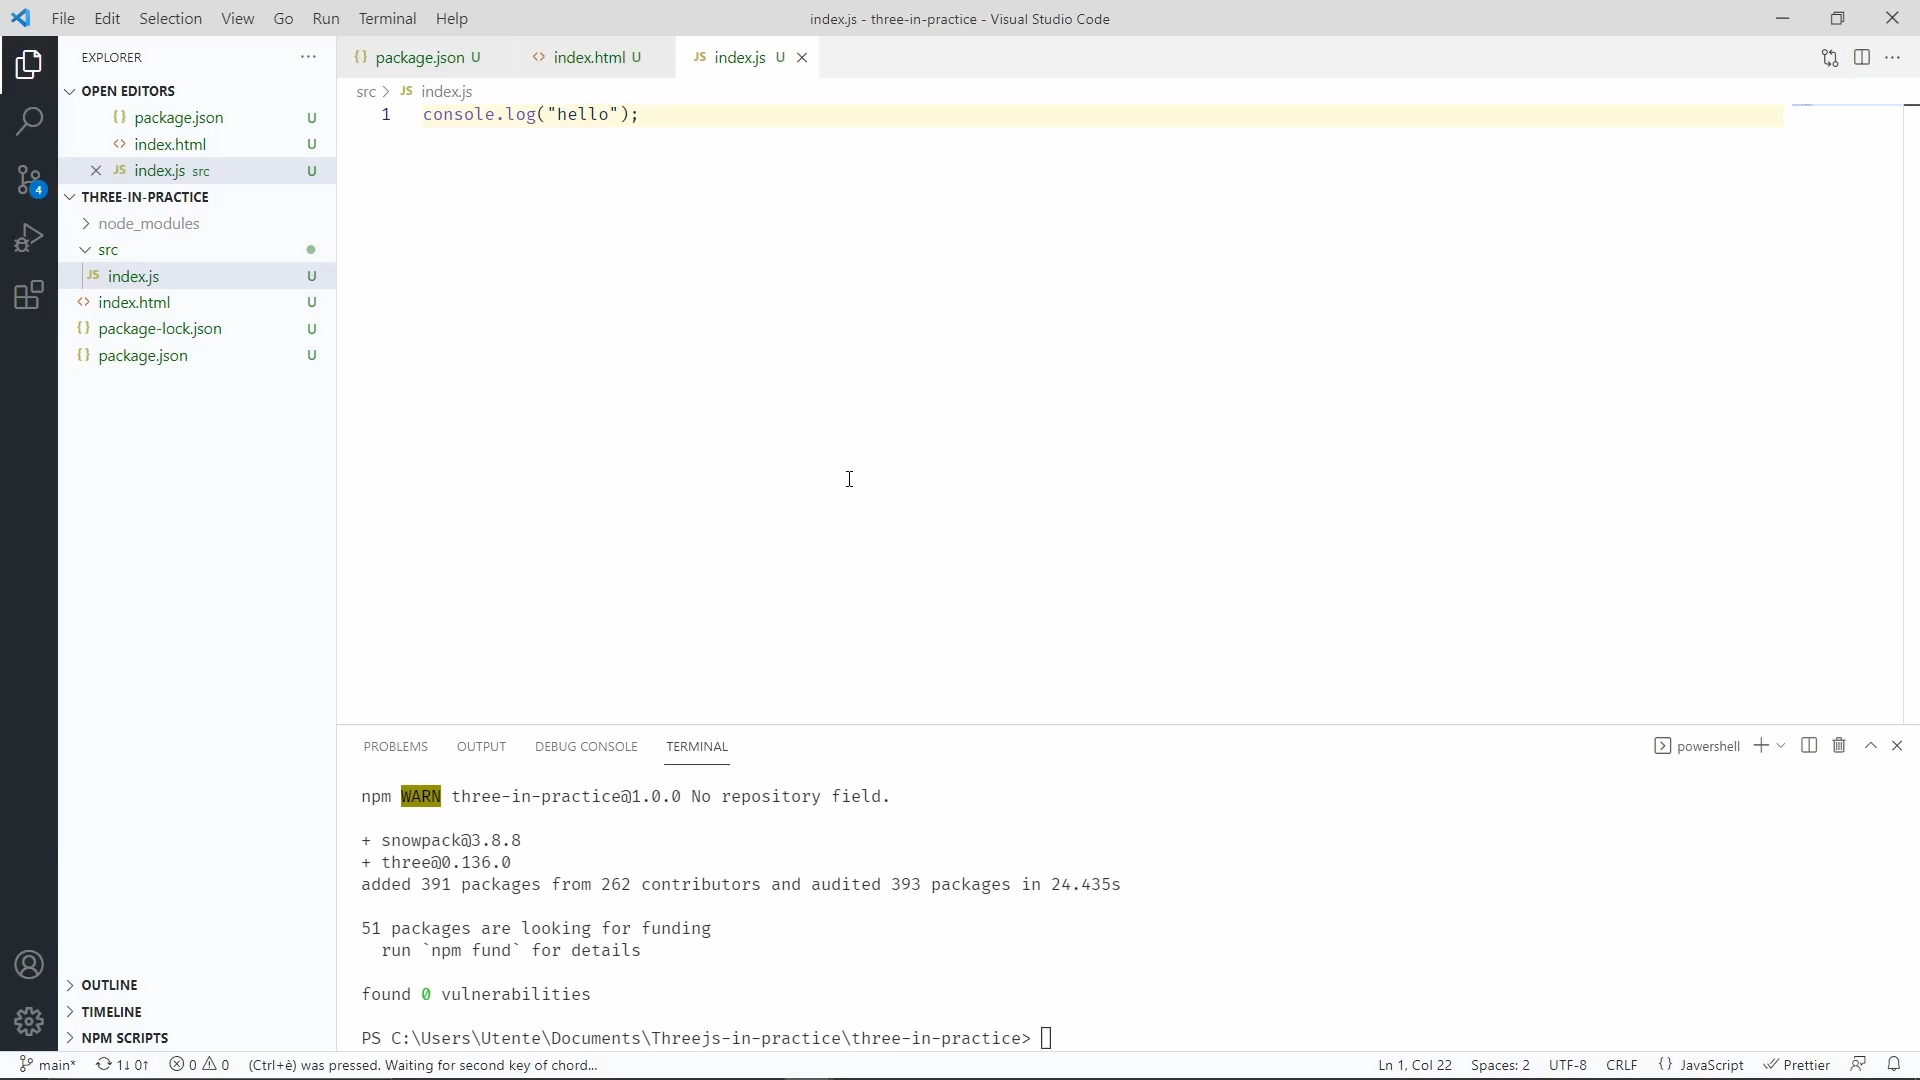 File Edit Selection View Go Run Terminal Help
index.js - three-in-practice - Visual Studio Code
EXPLORER
OPEN EDITORS
package.json U
index.html U
JS index.js src U
THREE-IN-PRACTICE
node_modules
src
JS index.js U
<> index.html U
{} package-lock.json U
{} package.json U
OUTLINE
TIMELINE
NPM SCRIPTS
4
{} package.json U
<> index.html U
JS index.js U
src > JS index.js
1 console.log("hello");
PROBLEMS OUTPUT DEBUG CONSOLE TERMINAL
powershell
npm WARN three-in-practice@1.0.0 No repository field.
+ snowpack@3.8.8
+ three@0.136.0
added 391 packages from 262 contributors and audited 393 packages in 24.435s
51 packages are looking for funding
run `npm fund` for details
found 0 vulnerabilities
PS C:\Users\Utente\Documents\Threejs-in-practice\three-in-practice>
main* 1↓ 0↑ 0 0 (Ctrl+è) was pressed. Waiting for second key of chord...
Ln 1, Col 22 Spaces: 2 UTF-8 CRLF {} JavaScript Prettier